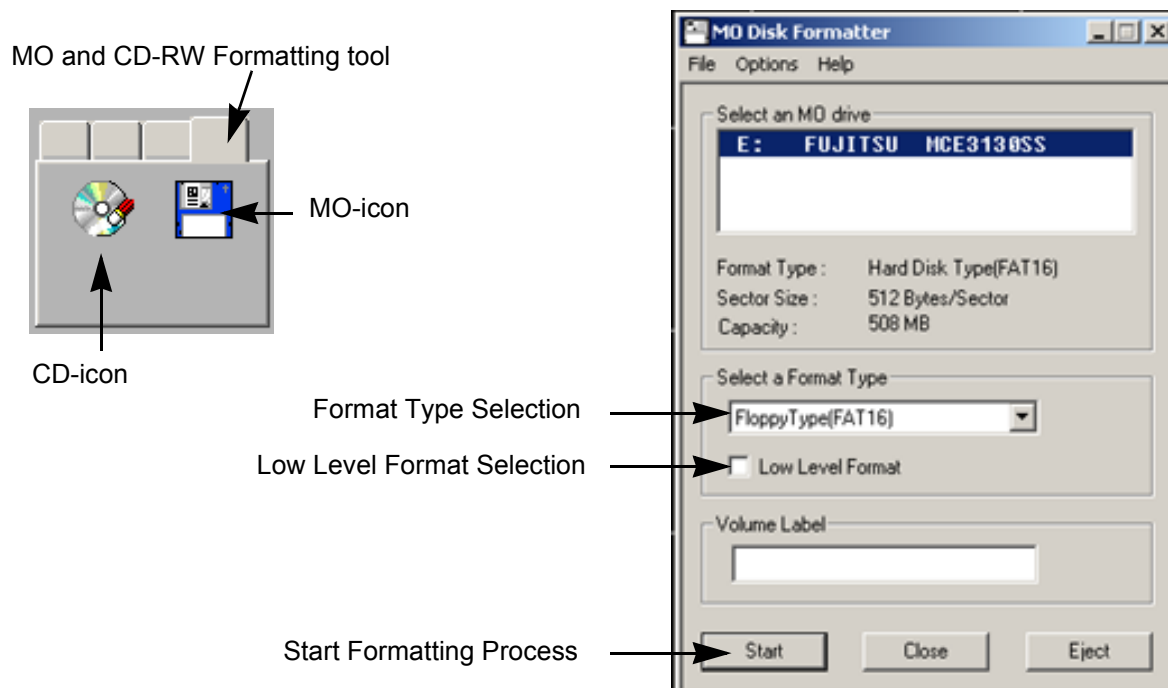 MO and CD-RW Formatting tool
MO-icon
CD-icon
Format Type Selection
Low Level Format Selection
Start Formatting Process
MO Disk Formatter
File Options Help
Select an MO drive
E: FUJITSU MCE3130SS
Format Type : Hard Disk Type(FAT16)
Sector Size : 512 Bytes/Sector
Capacity : 508 MB
Select a Format Type
FloppyType(FAT16)
Low Level Format
Volume Label
Start Close Eject